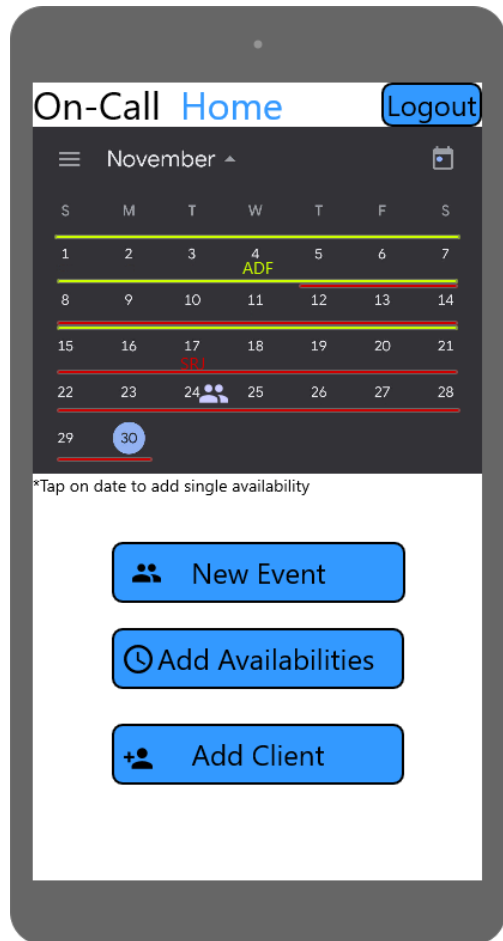 On-Call Home Logout
November
S M T W T F S
1 2 3 4 5 6 7
ADF
8 9 10 11 12 13 14
15 16 17 18 19 20 21
22 23 24 25 26 27 28
29 30
*Tap on date to add single availability
New Event
Add Availabilities
Add Client